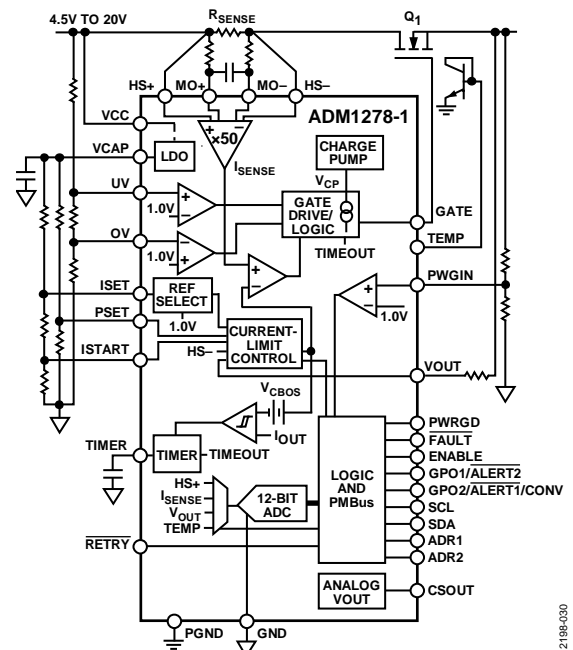 4.5V TO 20V
RSENSE
Q1
HS+ MO+ MO– HS–
ADM1278-1
VCC
+ –
×50
LDO
CHARGE PUMP
VCAP
ISENSE
VCP
UV
+
–
1.0V
GATE DRIVE/ LOGIC
GATE
TEMP
TIMEOUT
OV
–
+
1.0V
+
–
PWGIN
+
–
1.0V
ISET
REF SELECT
1.0V
PSET
CURRENT-LIMIT CONTROL
ISTART
HS–
VOUT
VCBOS
IOUT
TIMER
TIMER
TIMEOUT
PWRGD
FAULT
ENABLE
GPO1/ALERT2
GPO2/ALERT1/CONV
SCL
SDA
ADR1
ADR2
LOGIC AND PMBus
HS+
ISENSE
VOUT
TEMP
12-BIT ADC
RETRY
ANALOG VOUT
CSOUT
PGND
GND
2198-030